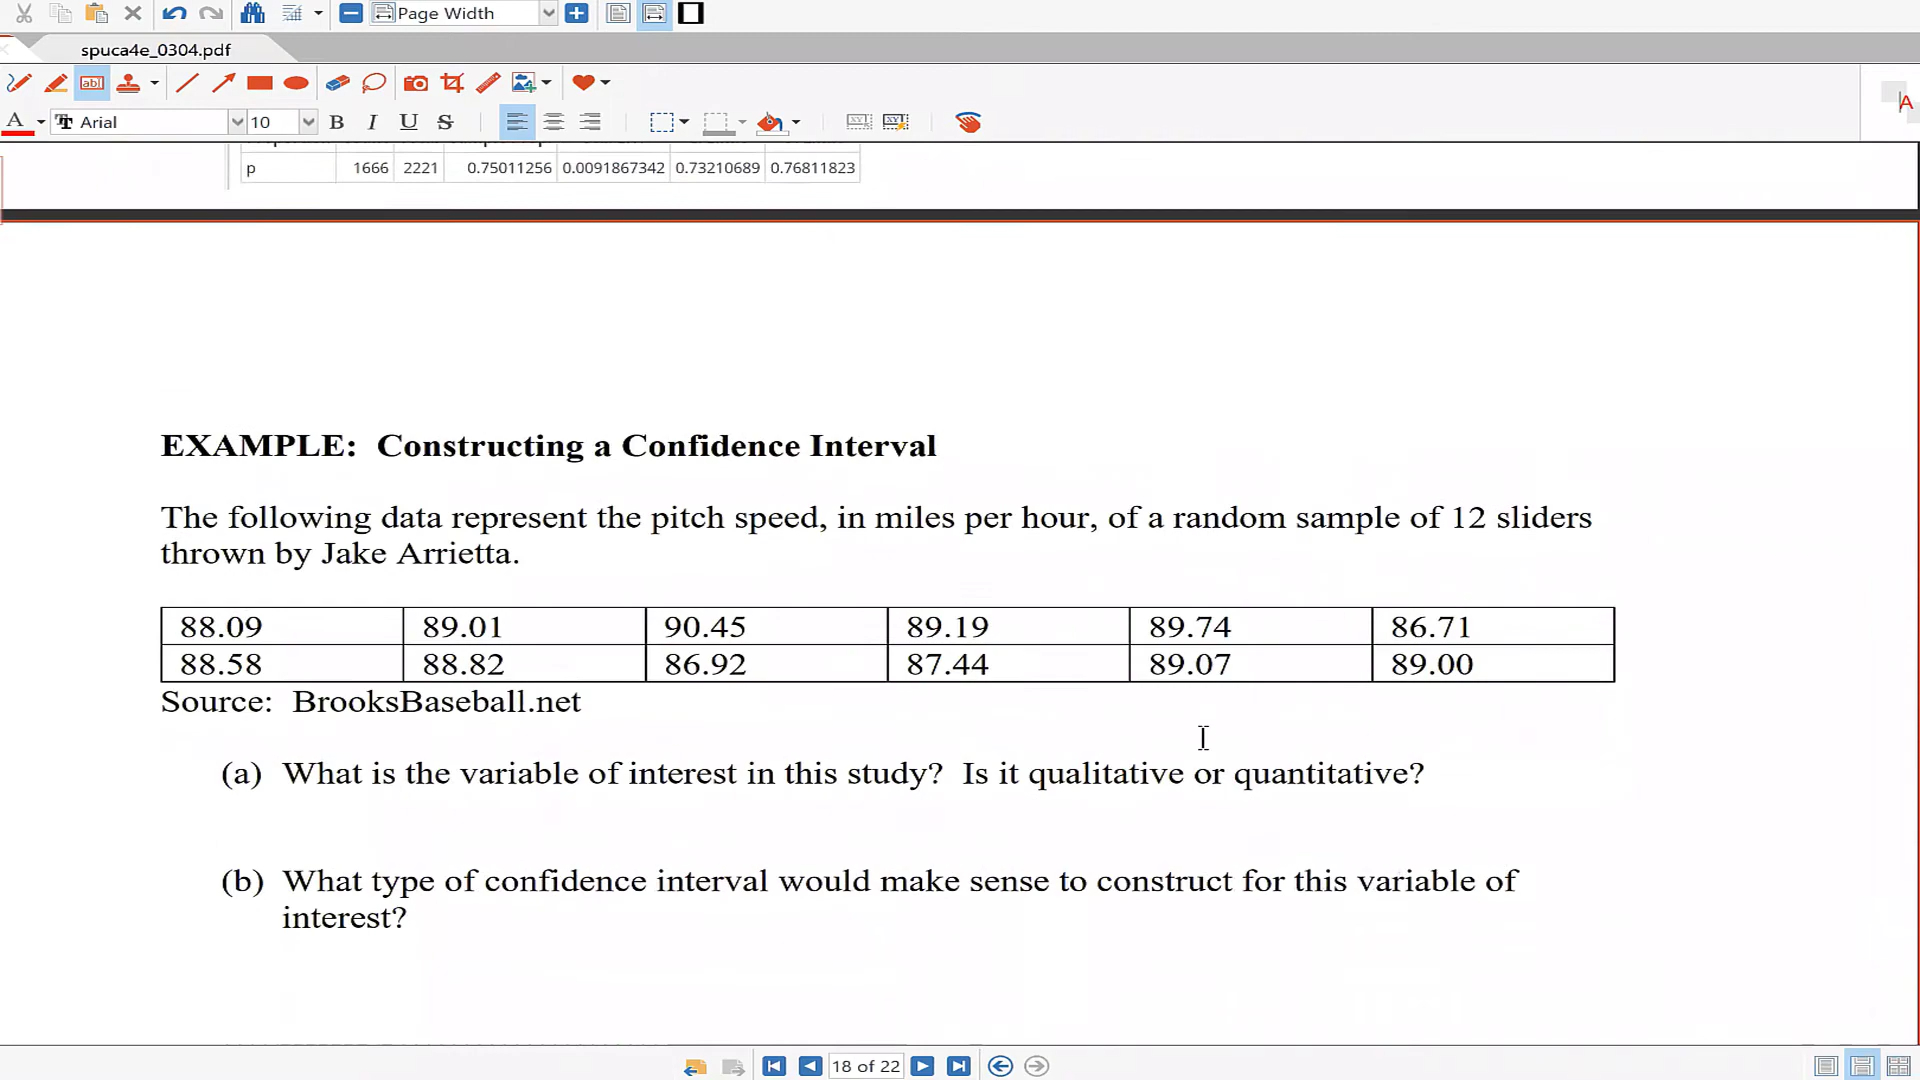 Page Width
spuca4e_0304.pdf
Arial 10 B I U S
p 1666 2221 0.75011256 0.0091867342 0.73210689 0.76811823
EXAMPLE: Constructing a Confidence Interval
The following data represent the pitch speed, in miles per hour, of a random sample of 12 sliders
thrown by Jake Arrietta.
88.09 89.01 90.45 89.19 89.74 86.71
88.58 88.82 86.92 87.44 89.07 89.00
Source: BrooksBaseball.net
(a) What is the variable of interest in this study? Is it qualitative or quantitative?
(b) What type of confidence interval would make sense to construct for this variable of
interest?
18 of 22